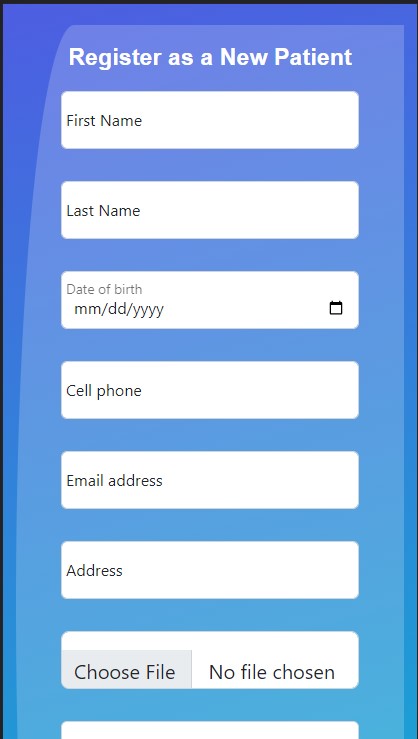 Register as a New Patient
First Name
Last Name
Date of birth
mm/dd/yyyy
Cell phone
Email address
Address
Choose File No file chosen